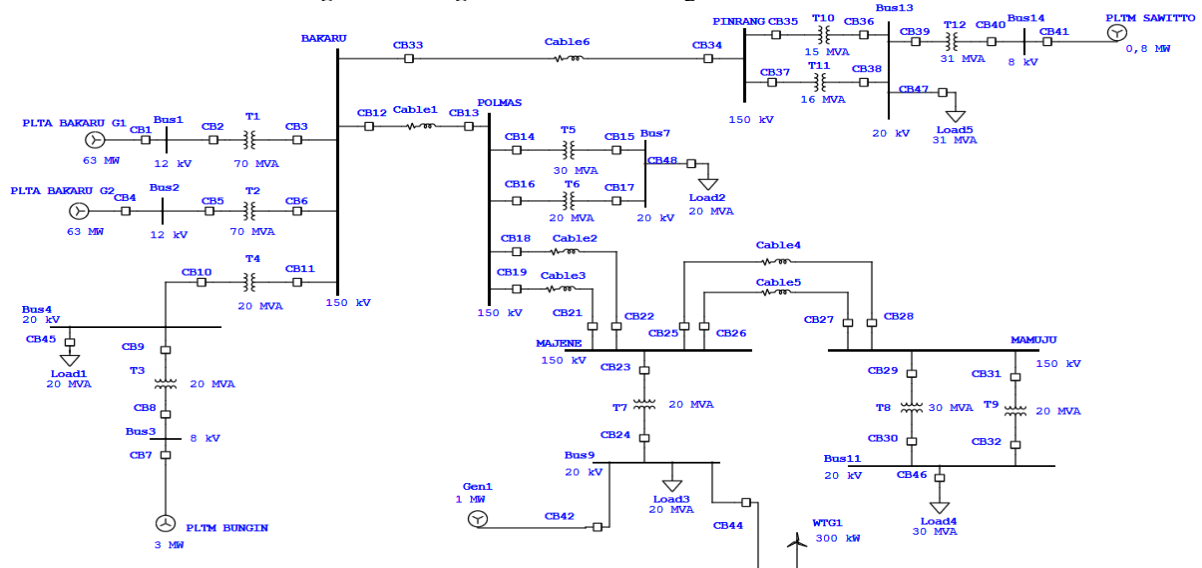 PLTM SAWITTO
0,8 MW
Bus13
PINRANG
CB35
T10
CB36
15 MVA
CB39
T12
CB40
31 MVA
Bus14
8 kV
CB41
BAKARU
CB33
Cable6
CB34
CB37
T11
CB38
16 MVA
150 kV
CB47
Load5
31 MVA
20 kV
CB12
Cable1
CB13
POLMAS
PLTA BAKARU G1
63 MW
CB1
Bus1
12 kV
CB2
T1
70 MVA
CB3
CB14
T5
30 MVA
CB15
Bus7
CB48
Load2
20 MVA
PLTA BAKARU G2
63 MW
CB4
Bus2
12 kV
CB5
T2
70 MVA
CB6
CB16
T6
20 MVA
CB17
20 kV
CB18
Cable2
CB19
Cable3
150 kV
CB10
T4
20 MVA
CB11
150 kV
Cable4
Cable5
Bus4
20 kV
CB45
Load1
20 MVA
CB9
T3
20 MVA
CB8
Bus3
8 kV
CB7
PLTM BUNGIN
3 MW
CB21
CB22
CB25
CB26
CB27
CB28
MAJENE
150 kV
MAMUJU
150 kV
CB23
T7
20 MVA
CB24
CB29
T8
30 MVA
CB30
CB31
T9
20 MVA
CB32
Bus9
20 kV
Load3
20 MVA
Gen1
1 MW
CB42
CB44
WTG1
300 kW
Bus11
20 kV
CB46
Load4
30 MVA